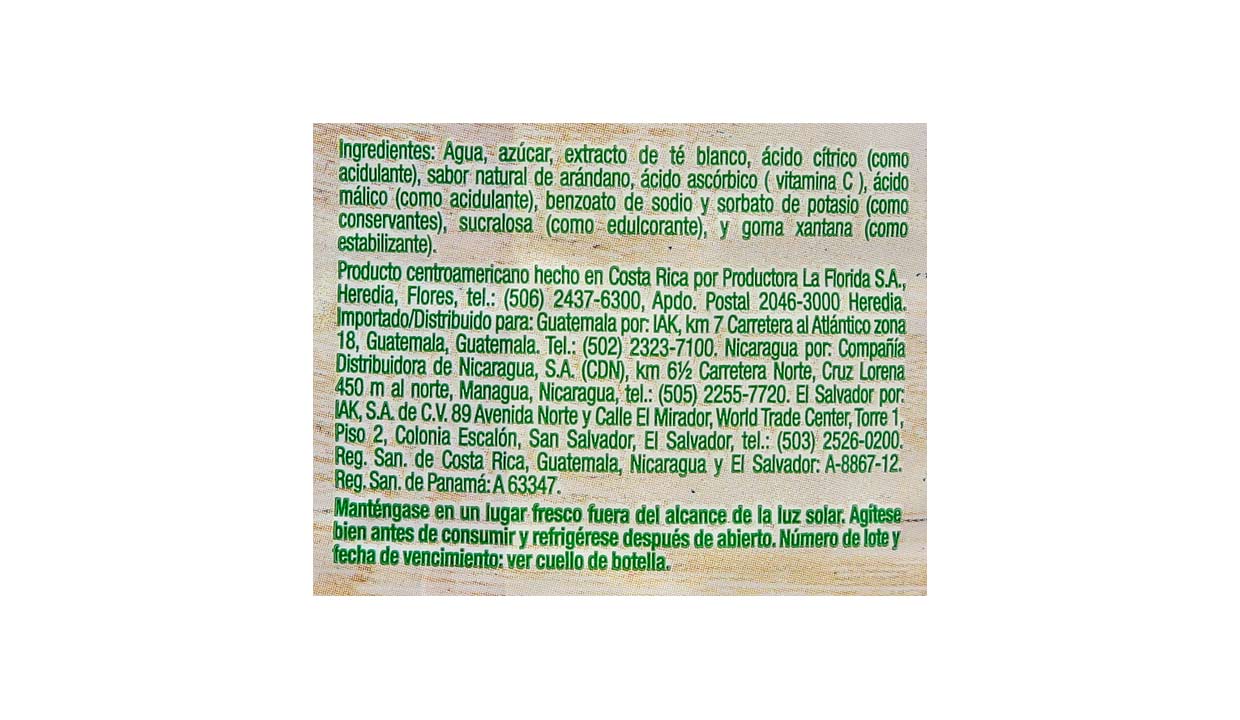 Ingredientes: Agua, azúcar, extracto de té blanco, ácido cítrico (como
acidulante), sabor natural de arándano, ácido ascórbico ( vitamina C ), ácido
málico (como acidulante), benzoato de sodio y sorbato de potasio (como
conservantes), sucralosa (como edulcorante), y goma xantana (como
estabilizante).
Producto centroamericano hecho en Costa Rica por Productora La Florida S.A.,
Heredia, Flores, tel.: (506) 2437-6300, Apdo. Postal 2046-3000 Heredia.
Importado/Distribuido para: Guatemala por: IAK, km 7 Carretera al Atlántico zona
18, Guatemala, Guatemala. Tel.: (502) 2323-7100. Nicaragua por: Compañía
Distribuidora de Nicaragua, S.A. (CDN), km 6½ Carretera Norte, Cruz Lorena
450 m al norte, Managua, Nicaragua, tel.: (505) 2255-7720. El Salvador por:
IAK, S.A. de C.V. 89 Avenida Norte y Calle El Mirador, World Trade Center, Torre 1,
Piso 2, Colonia Escalón, San Salvador, El Salvador, tel.: (503) 2526-0200.
Reg. San. de Costa Rica, Guatemala, Nicaragua y El Salvador: A-8867-12.
Reg. San. de Panamá: A 63347.
Manténgase en un lugar fresco fuera del alcance de la luz solar. Agítese
bien antes de consumir y refrigérese después de abierto. Número de lote y
fecha de vencimiento: ver cuello de botella.